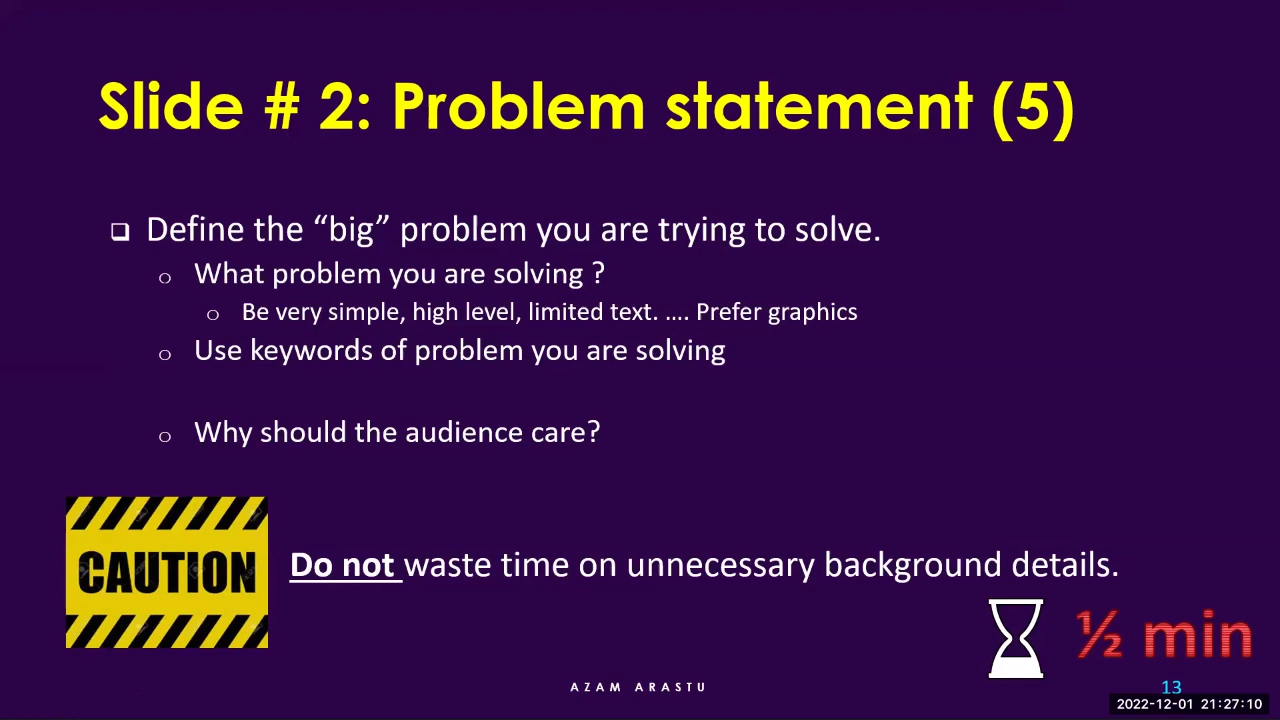 Slide # 2: Problem statement (5)
Define the “big” problem you are trying to solve.
What problem you are solving ?
Be very simple, high level, limited text. .... Prefer graphics
Use keywords of problem you are solving
Why should the audience care?
CAUTION
Do not waste time on unnecessary background details.
½ min
AZAM ARASTU
13
2022-12-01 21:27:10